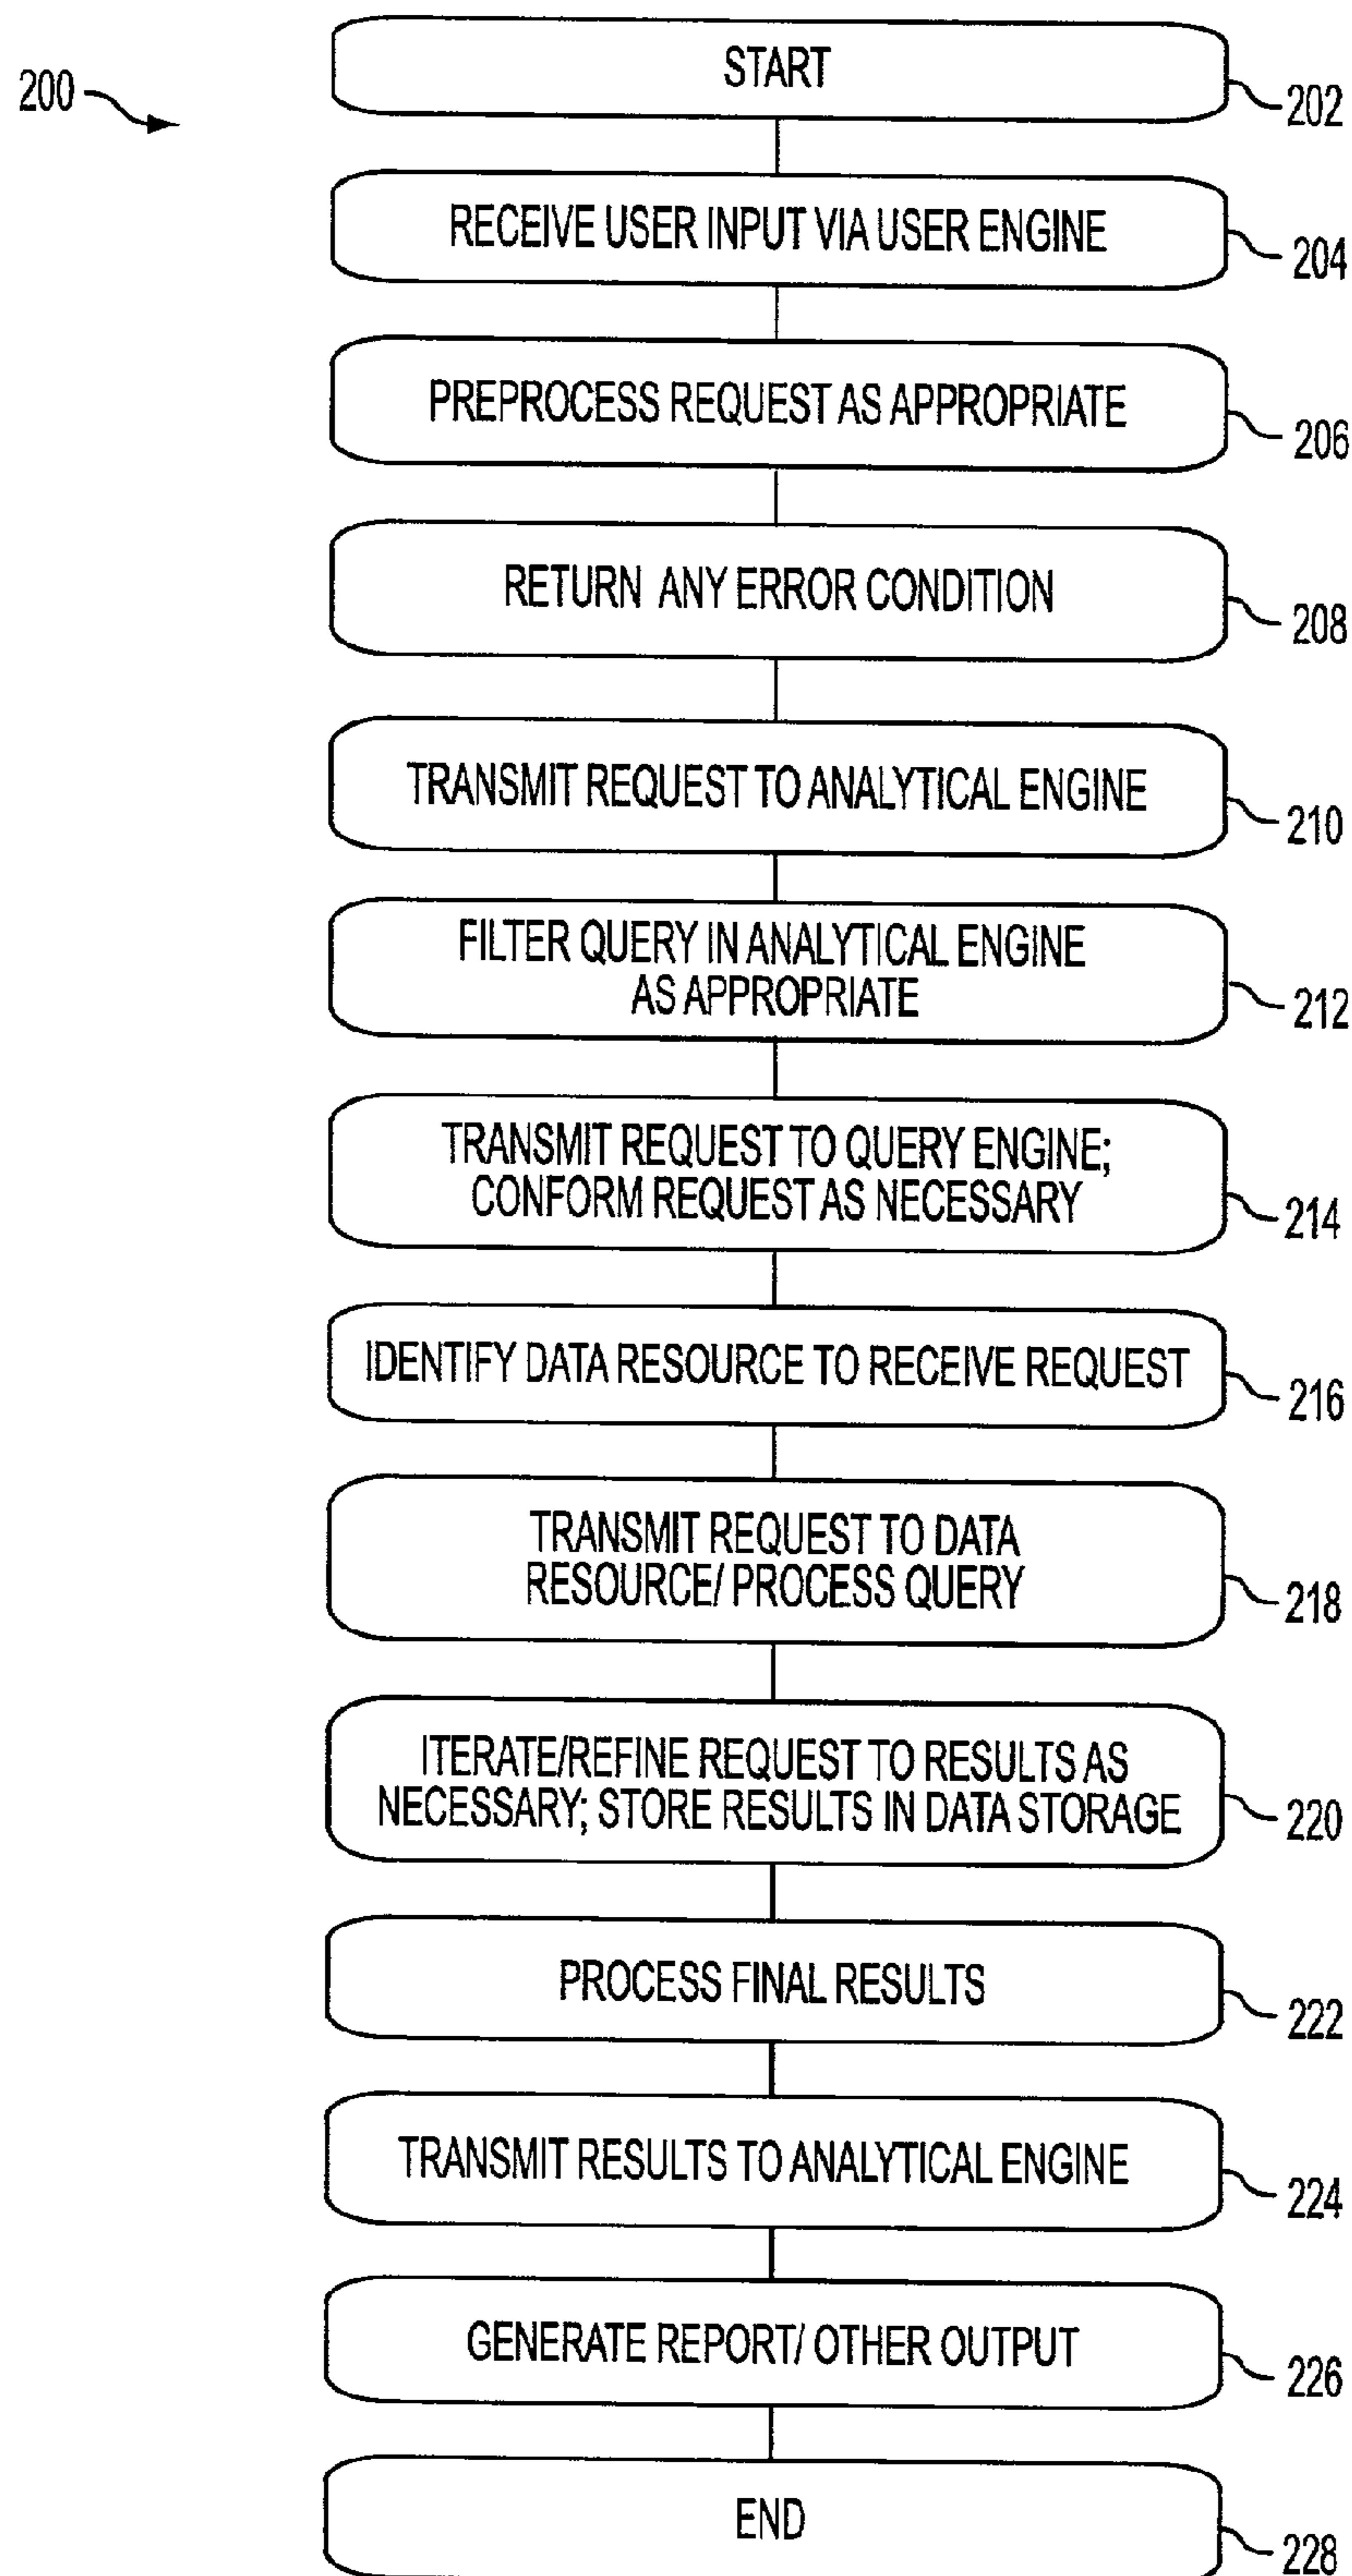 200
START
202
RECEIVE USER INPUT VIA USER ENGINE
204
PREPROCESS REQUEST AS APPROPRIATE
206
RETURN ANY ERROR CONDITION
208
TRANSMIT REQUEST TO ANALYTICAL ENGINE
210
FILTER QUERY IN ANALYTICAL ENGINE
AS APPROPRIATE
212
TRANSMIT REQUEST TO QUERY ENGINE;
CONFORM REQUEST AS NECESSARY
214
IDENTIFY DATA RESOURCE TO RECEIVE REQUEST
216
TRANSMIT REQUEST TO DATA
RESOURCE/ PROCESS QUERY
218
ITERATE/REFINE REQUEST TO RESULTS AS
NECESSARY; STORE RESULTS IN DATA STORAGE
220
PROCESS FINAL RESULTS
222
TRANSMIT RESULTS TO ANALYTICAL ENGINE
224
GENERATE REPORT/ OTHER OUTPUT
226
END
228